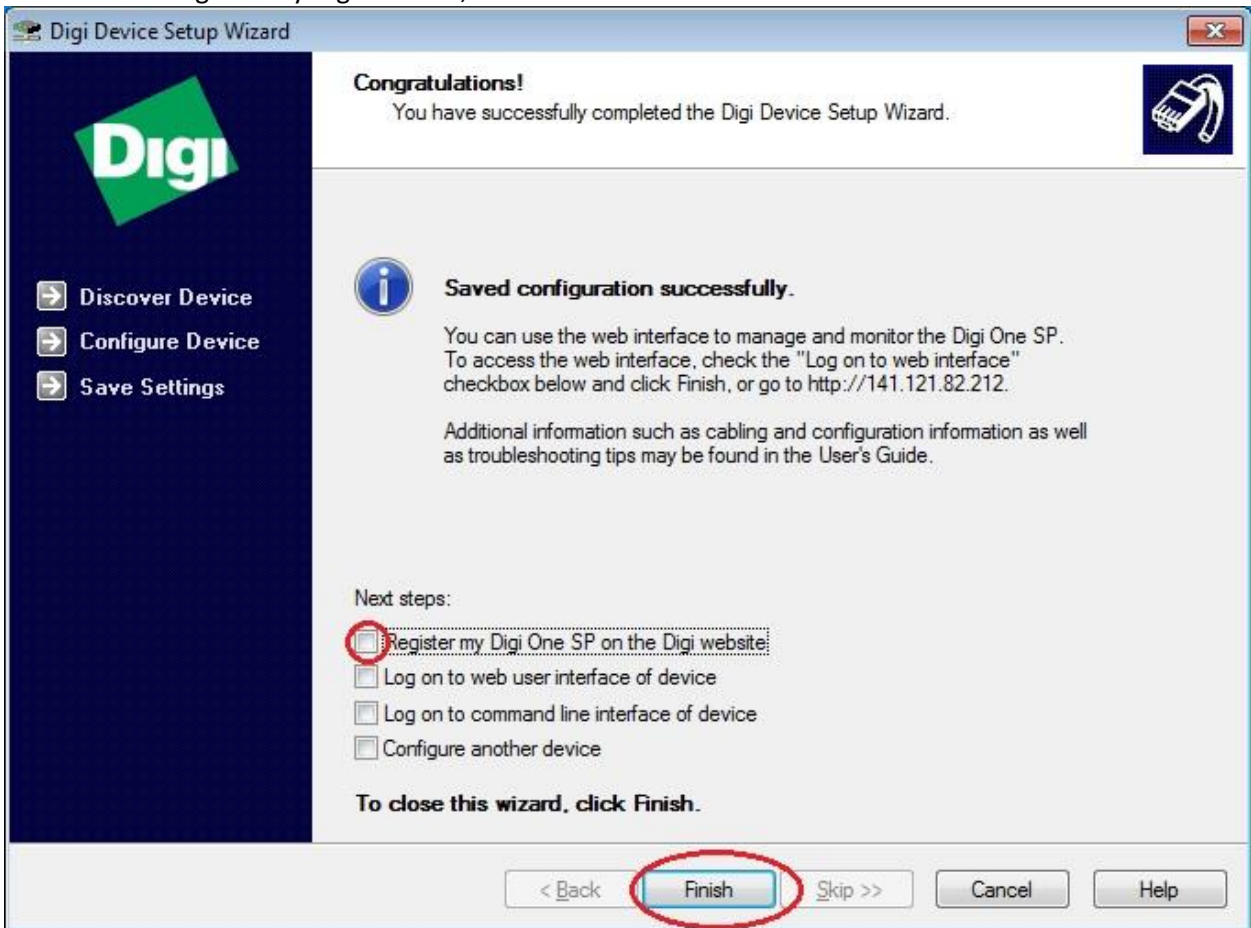 Digi Device Setup Wizard
Digi
Congratulations!
You have successfully completed the Digi Device Setup Wizard.
Discover Device
Configure Device
Save Settings
Saved configuration successfully.
You can use the web interface to manage and monitor the Digi One SP.
To access the web interface, check the "Log on to web interface"
checkbox below and click Finish, or go to http://141.121.82.212.
Additional information such as cabling and configuration information as well
as troubleshooting tips may be found in the User's Guide.
Next steps:
Register my Digi One SP on the Digi website
Log on to web user interface of device
Log on to command line interface of device
Configure another device
To close this wizard, click Finish.
< Back
Finish
Skip >>
Cancel
Help